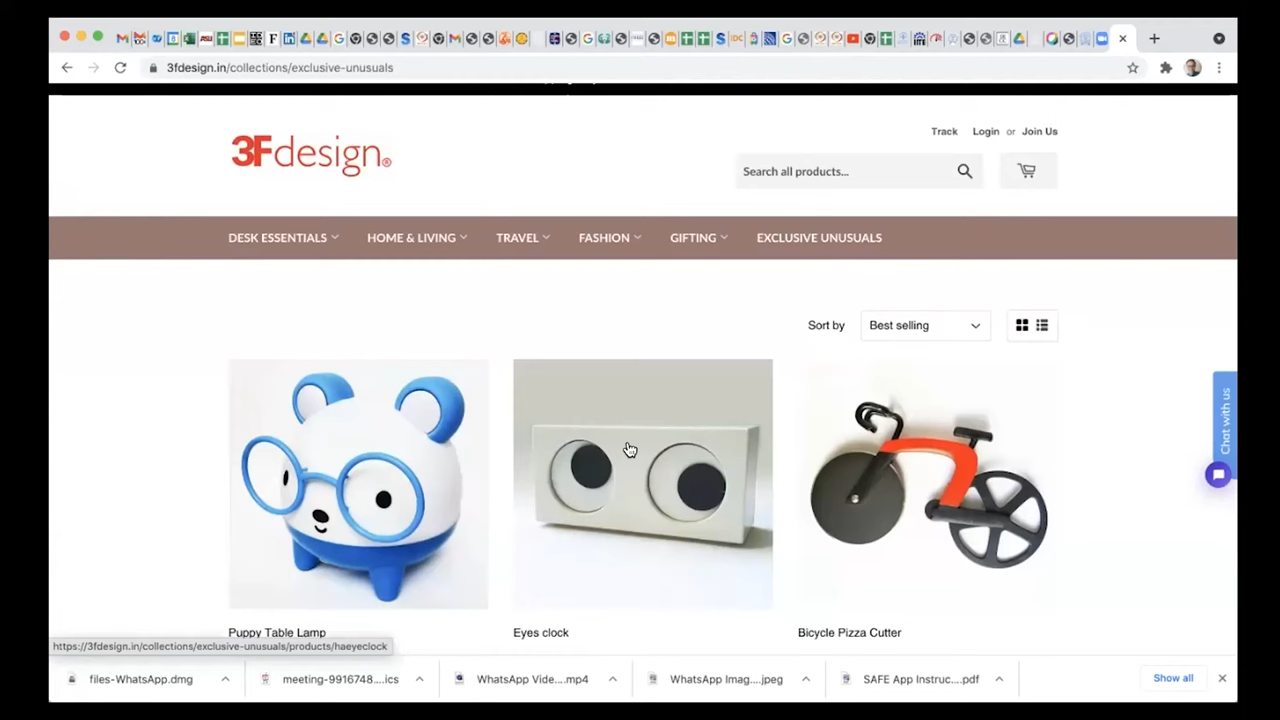 3fdesign.in/collections/exclusive-unusuals
Track Login or Join Us
3Fdesign®
Search all products...
DESK ESSENTIALS HOME & LIVING TRAVEL FASHION GIFTING EXCLUSIVE UNUSUALS
Sort by Best selling
Chat with us
Puppy Table Lamp Eyes clock Bicycle Pizza Cutter
https://3fdesign.in/collections/exclusive-unusuals/products/haeyeclock
files-WhatsApp.dmg meeting-9916748....ics WhatsApp Vide....mp4 WhatsApp Imag....jpeg SAFE App Instruc....pdf Show all